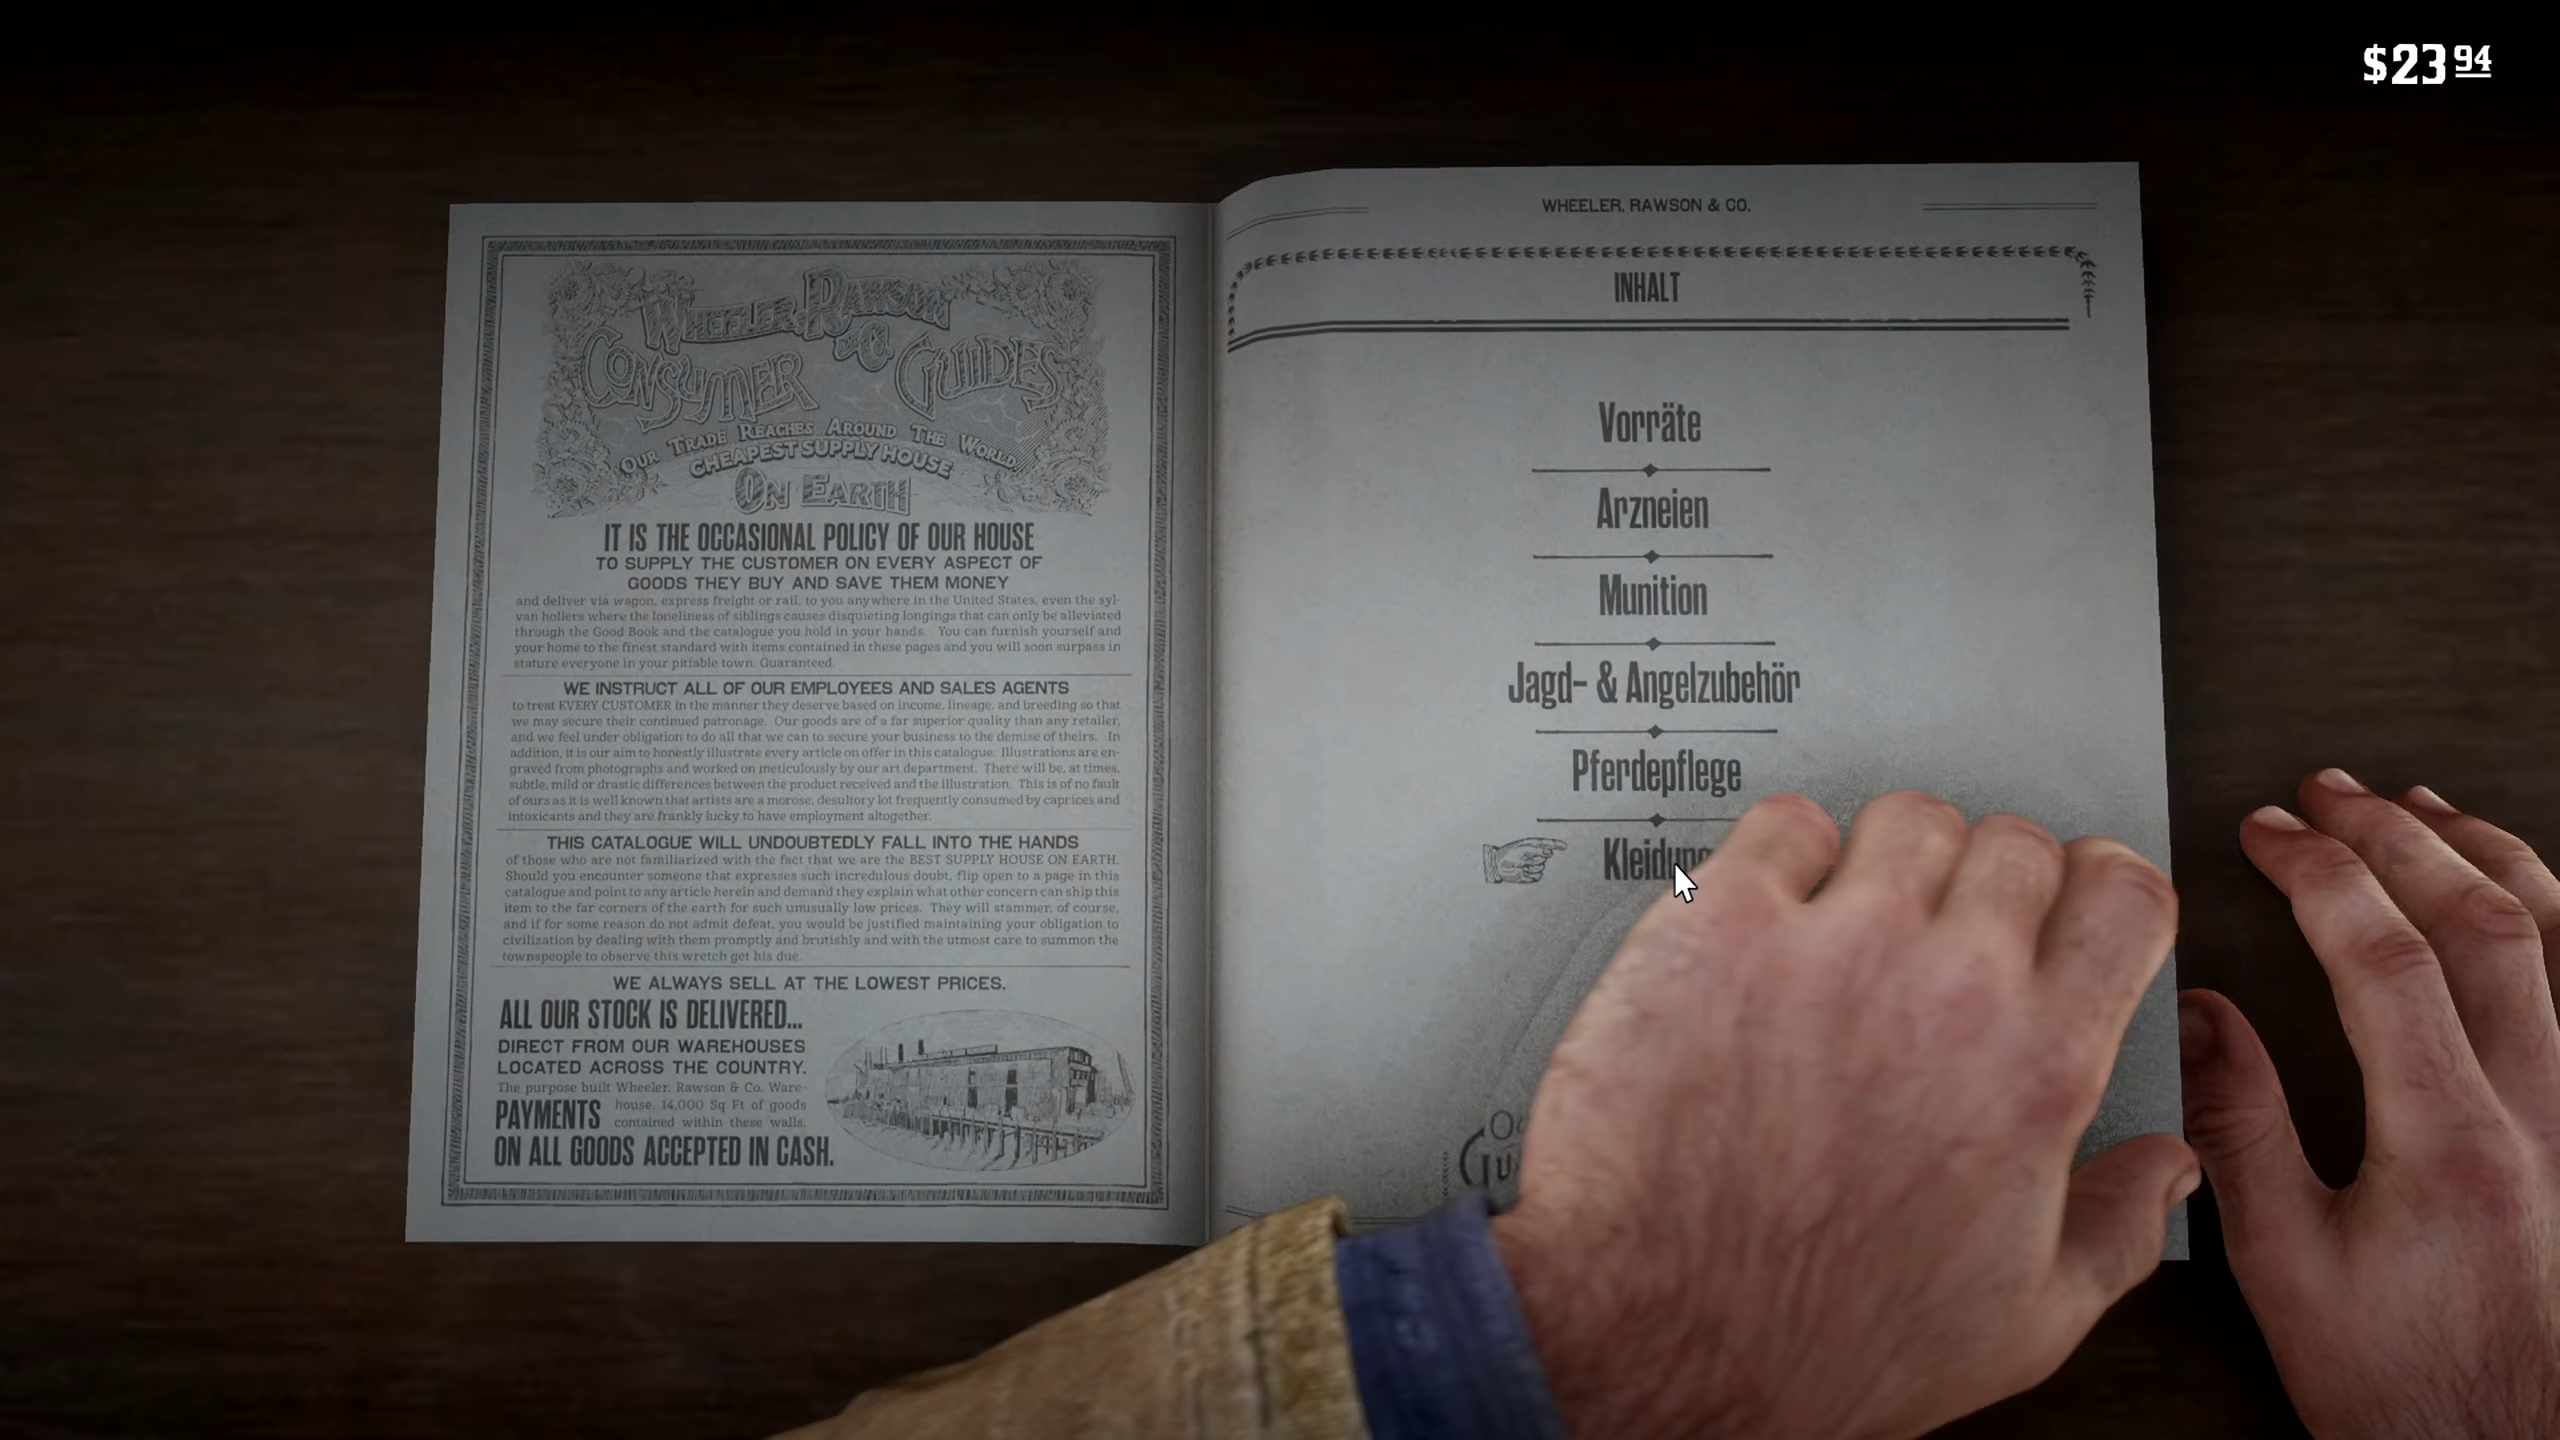 $23 94
WHEELER, RAWSON
AND CO.
CONSUMER GUIDES
OUR TRADE REACHES AROUND THE WORLD.
CHEAPEST SUPPLY HOUSE
ON EARTH
IT IS THE OCCASIONAL POLICY OF OUR HOUSE
TO SUPPLY THE CUSTOMER ON EVERY ASPECT OF
GOODS THEY BUY AND SAVE THEM MONEY
and deliver via wagon, express freight or rail, to you anywhere in the United States, even the syl-
van hollers where the loneliness of siblings causes disquieting longings that can only be alleviated
through the Good Book and the catalogue you hold in your hands. You can furnish yourself and
your home to the finest standard with items contained in these pages and you will soon surpass in
stature everyone in your pitiable town. Guaranteed.
WE INSTRUCT ALL OF OUR EMPLOYEES AND SALES AGENTS
to treat EVERY CUSTOMER in the manner they deserve based on income, lineage, and breeding so that
we may secure their continued patronage. Our goods are of a far superior quality than any retailer,
and we feel under obligation to do all that we can to secure your business to the demise of theirs. In
addition, it is our aim to honestly illustrate every article on offer in this catalogue. Illustrations are en-
graved from photographs and worked on meticulously by our art department. There will be, at times,
subtle, mild or drastic differences between the product received and the illustration. This is of no fault
of ours as it is well known that artists are a morose, desultory lot frequently consumed by caprices and
intoxicants and they are frankly lucky to have employment altogether.
THIS CATALOGUE WILL UNDOUBTEDLY FALL INTO THE HANDS
of those who are not familiarized with the fact that we are the BEST SUPPLY HOUSE ON EARTH.
Should you encounter someone that expresses such incredulous doubt, flip open to a page in this
catalogue and point to any article herein and demand they explain what other concern can ship this
item to the far corners of the earth for such unusually low prices. They will stammer, of course,
and if for some reason do not admit defeat, you would be justified maintaining your obligation to
civilization by dealing with them promptly and brutishly and with the utmost care to summon the
townspeople to observe this wretch get his due.
WE ALWAYS SELL AT THE LOWEST PRICES.
ALL OUR STOCK IS DELIVERED...
DIRECT FROM OUR WAREHOUSES
LOCATED ACROSS THE COUNTRY.
The purpose built Wheeler, Rawson & Co. Ware-
house. 14,000 Sq Ft of goods
contained within these walls.
PAYMENTS
ON ALL GOODS ACCEPTED IN CASH.
WHEELER, RAWSON & CO.
INHALT
Vorräte
Arzneien
Munition
Jagd- & Angelzubehör
Pferdepflege